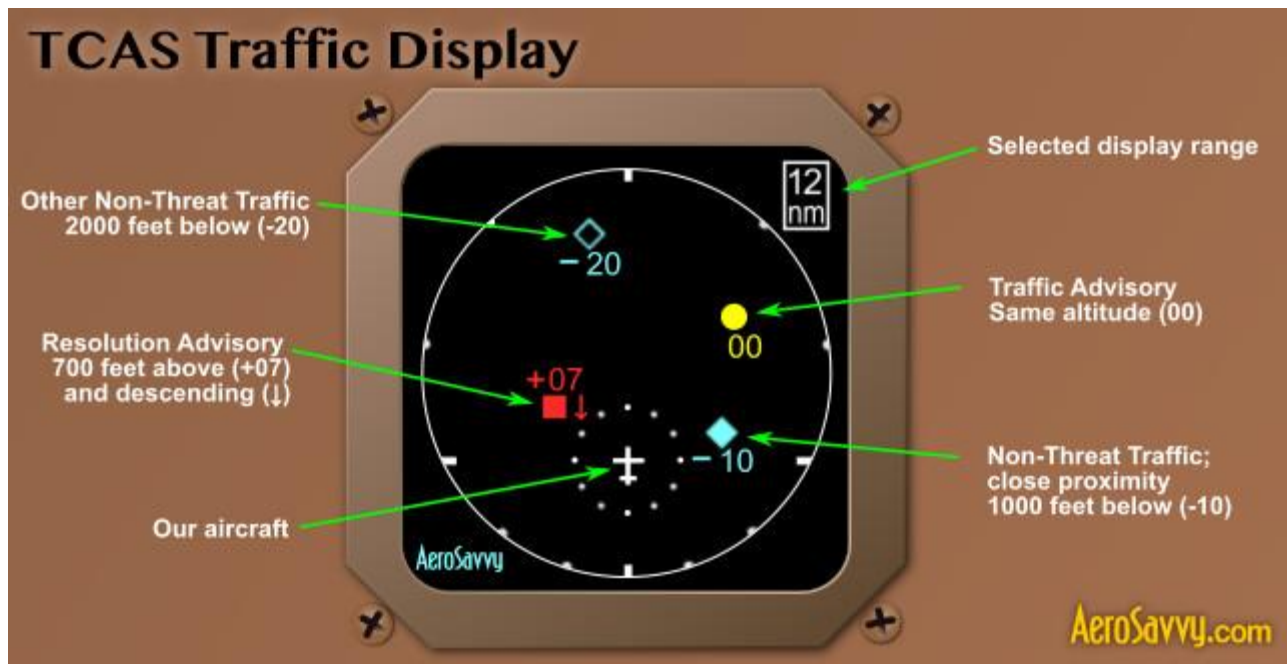 TCAS Traffic Display
Other Non-Threat Traffic
2000 feet below (-20)
Resolution Advisory
700 feet above (+07)
and descending (↓)
Our aircraft
12
nm
− 20
00
+07
↓
− 10
AeroSavvy
Selected display range
Traffic Advisory
Same altitude (00)
Non-Threat Traffic;
close proximity
1000 feet below (-10)
AeroSavvy.com